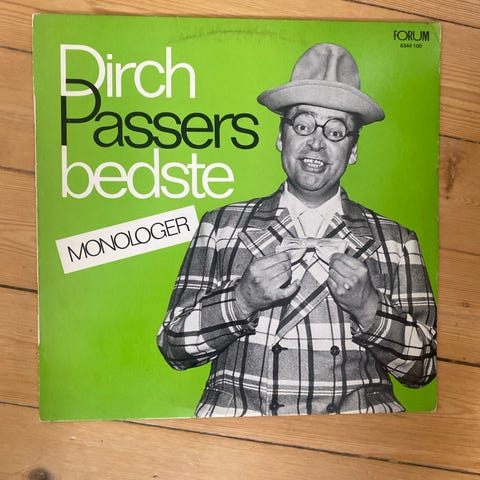 Dirch
Passers
bedste
MONOLOGER
FORUM
6344 100